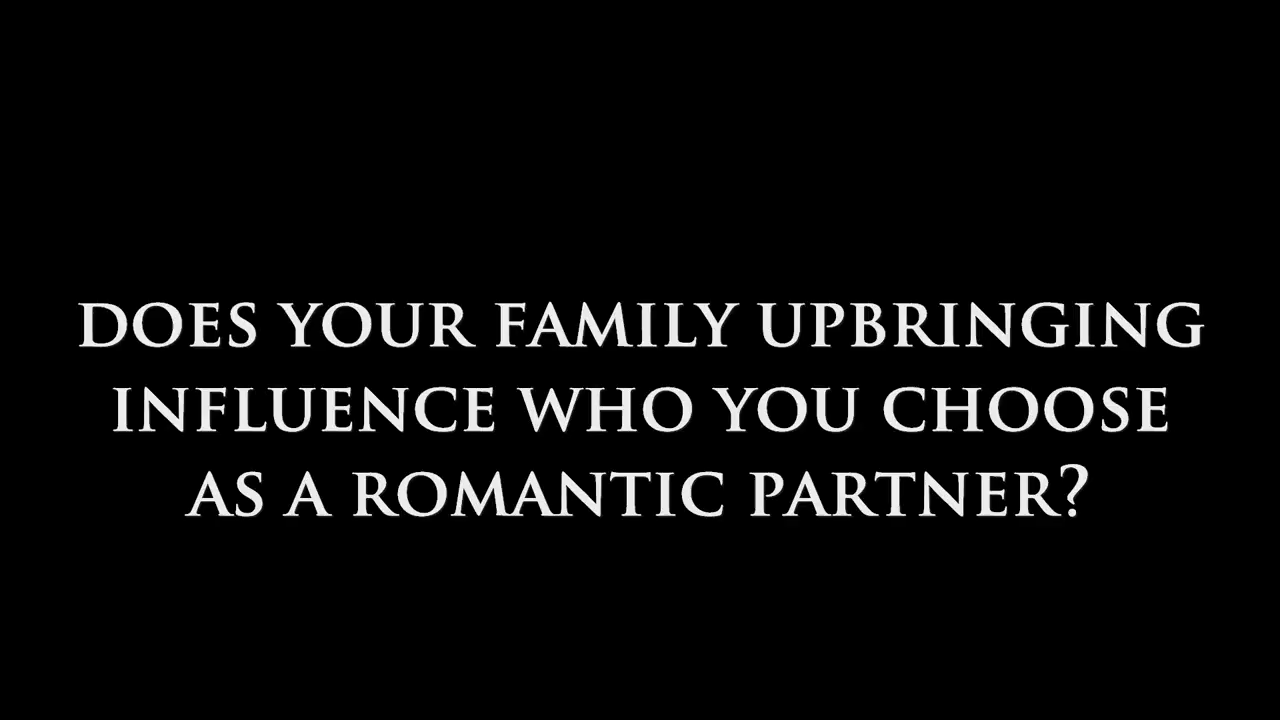 DOES YOUR FAMILY UPBRINGING
INFLUENCE WHO YOU CHOOSE
AS A ROMANTIC PARTNER?